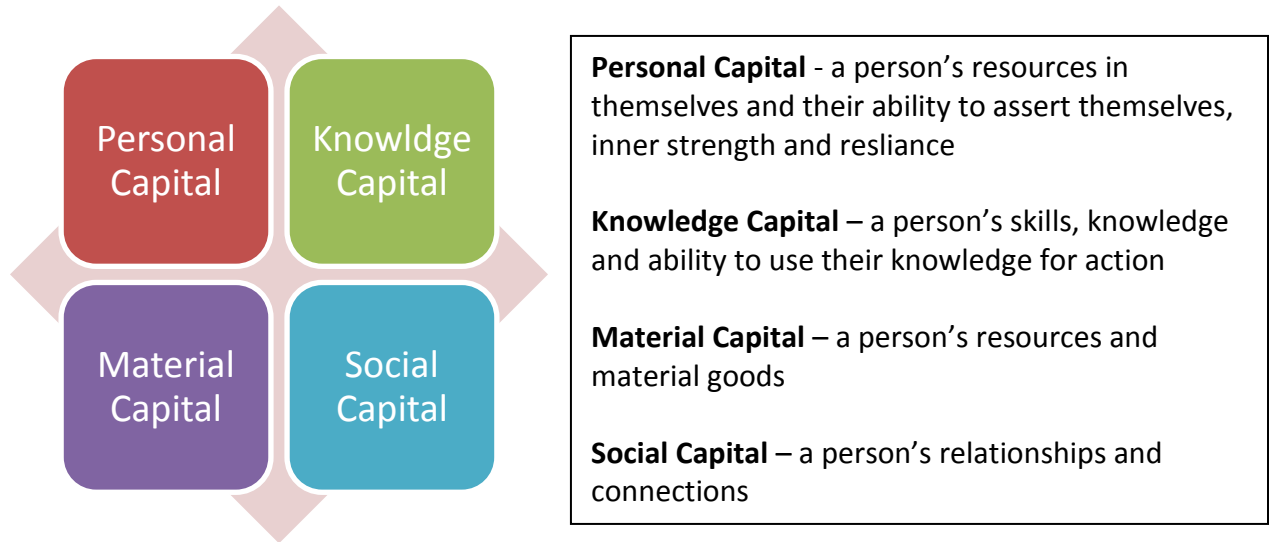 Personal
Capital
Knowldge
Capital
Material
Capital
Social
Capital
Personal Capital - a person's resources in
themselves and their ability to assert themselves,
inner strength and resliance
Knowledge Capital – a person's skills, knowledge
and ability to use their knowledge for action
Material Capital – a person's resources and
material goods
Social Capital – a person's relationships and
connections